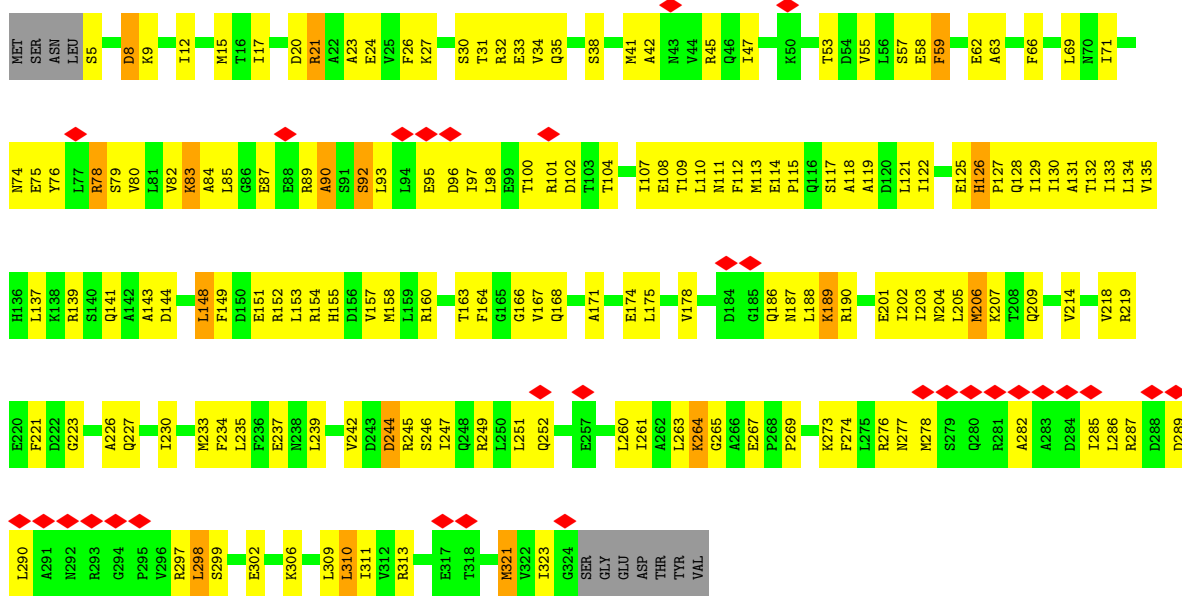 MET SER ASN LEU S5 D8 K9 I12 M15 T16 I17 D20 R21 A22 A23 E24 V25 F26 K27 S30 T31 R32 E33 V34 Q35 S38 M41 A42 N43 V44 R45 Q46 I47 K50 T53 D54 V55 L56 S57 E58 F59 E62 A63 F66 L69 N70 I71
N74 E75 Y76 L77 R78 S79 V80 L81 V82 K83 A84 L85 G86 E87 E88 R89 A90 S91 S92 L93 L94 E95 D96 I97 L98 E99 T100 R101 D102 T103 T104 I107 E108 T109 L110 N111 F112 M113 E114 P115 Q116 S117 A118 A119 D120 L121 I122 E125 H126 P127 Q128 I129 I130 A131 T132 I133 L134 V135
H136 L137 K138 R139 S140 Q141 A142 A143 D144 L148 F149 D150 E151 R152 L153 R154 H155 D156 V157 M158 L159 R160 T163 F164 G165 G166 V167 Q168 A171 E174 L175 V178 D184 G185 Q186 N187 L188 K189 R190 E201 I202 I203 N204 L205 M206 K207 T208 Q209 V214 V218 R219
E220 F221 D222 G223 A226 Q227 I230 M233 F234 L235 F236 E237 N238 L239 V242 D243 D244 R245 S246 I247 Q248 R249 L250 L251 Q252 E257 L260 I261 A262 L263 K264 G265 A266 E267 P268 P269 K273 F274 L275 R276 N277 M278 S279 Q280 R281 A282 A283 D284 I285 L286 R287 D288 D289
L290 A291 N292 R293 G294 P295 V296 R297 L298 S299 E302 K306 L309 L310 I311 V312 R313 E317 T318 M321 V322 I323 G324 SER GLY GLU ASP THR TYR VAL